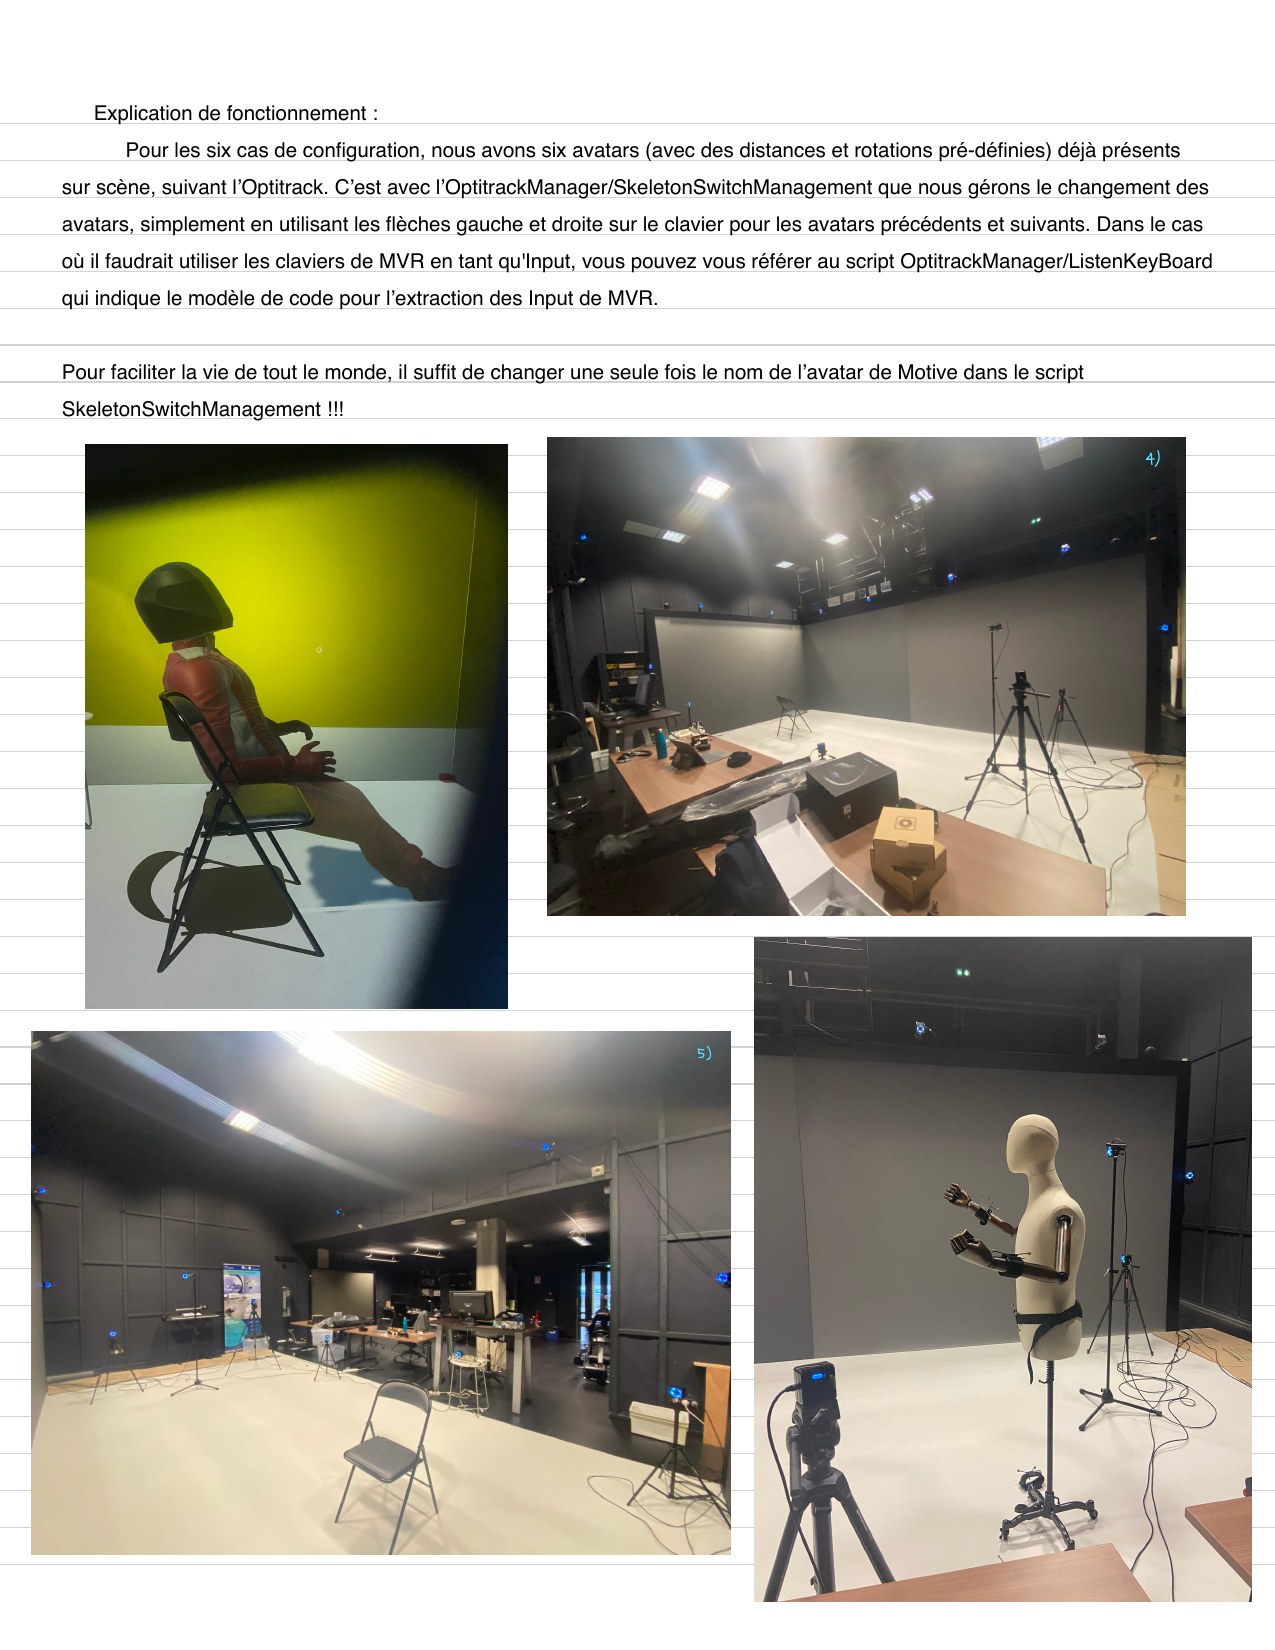 Explication de fonctionnement :
Pour les six cas de configuration, nous avons six avatars (avec des distances et rotations pré-définies) déjà présents
sur scène, suivant l’Optitrack. C’est avec l’OptitrackManager/SkeletonSwitchManagement que nous gérons le changement des
avatars, simplement en utilisant les flèches gauche et droite sur le clavier pour les avatars précédents et suivants. Dans le cas
où il faudrait utiliser les claviers de MVR en tant qu'Input, vous pouvez vous référer au script OptitrackManager/ListenKeyBoard
qui indique le modèle de code pour l’extraction des Input de MVR.
Pour faciliter la vie de tout le monde, il suffit de changer une seule fois le nom de l’avatar de Motive dans le script
SkeletonSwitchManagement !!!
4)
5)